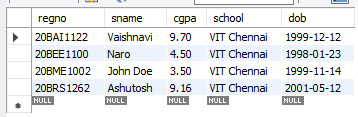 regno sname cgpa school dob
20BAI1122 Vaishnavi 9.70 VIT Chennai 1999-12-12
20BEE1100 Naro 4.50 VIT Chennai 1998-01-23
20BME1002 John Doe 3.50 VIT Chennai 1999-11-14
20BRS1262 Ashutosh 9.16 VIT Chennai 2001-05-12
NULL NULL NULL NULL NULL